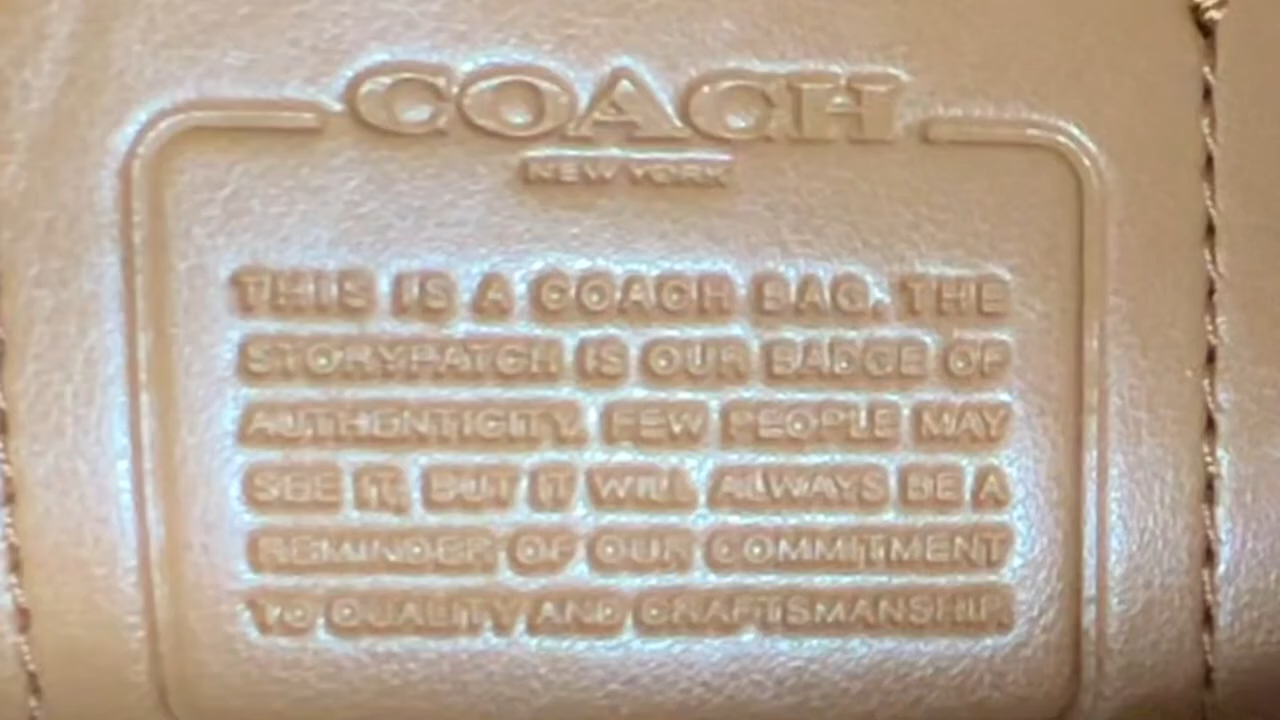 COACH
NEW YORK
THIS IS A COACH BAG. THE
STORYPATCH IS OUR BADGE OF
AUTHENTICITY. FEW PEOPLE MAY
SEE IT, BUT IT WILL ALWAYS BE A
REMINDER OF OUR COMMITMENT
TO QUALITY AND CRAFTSMANSHIP.